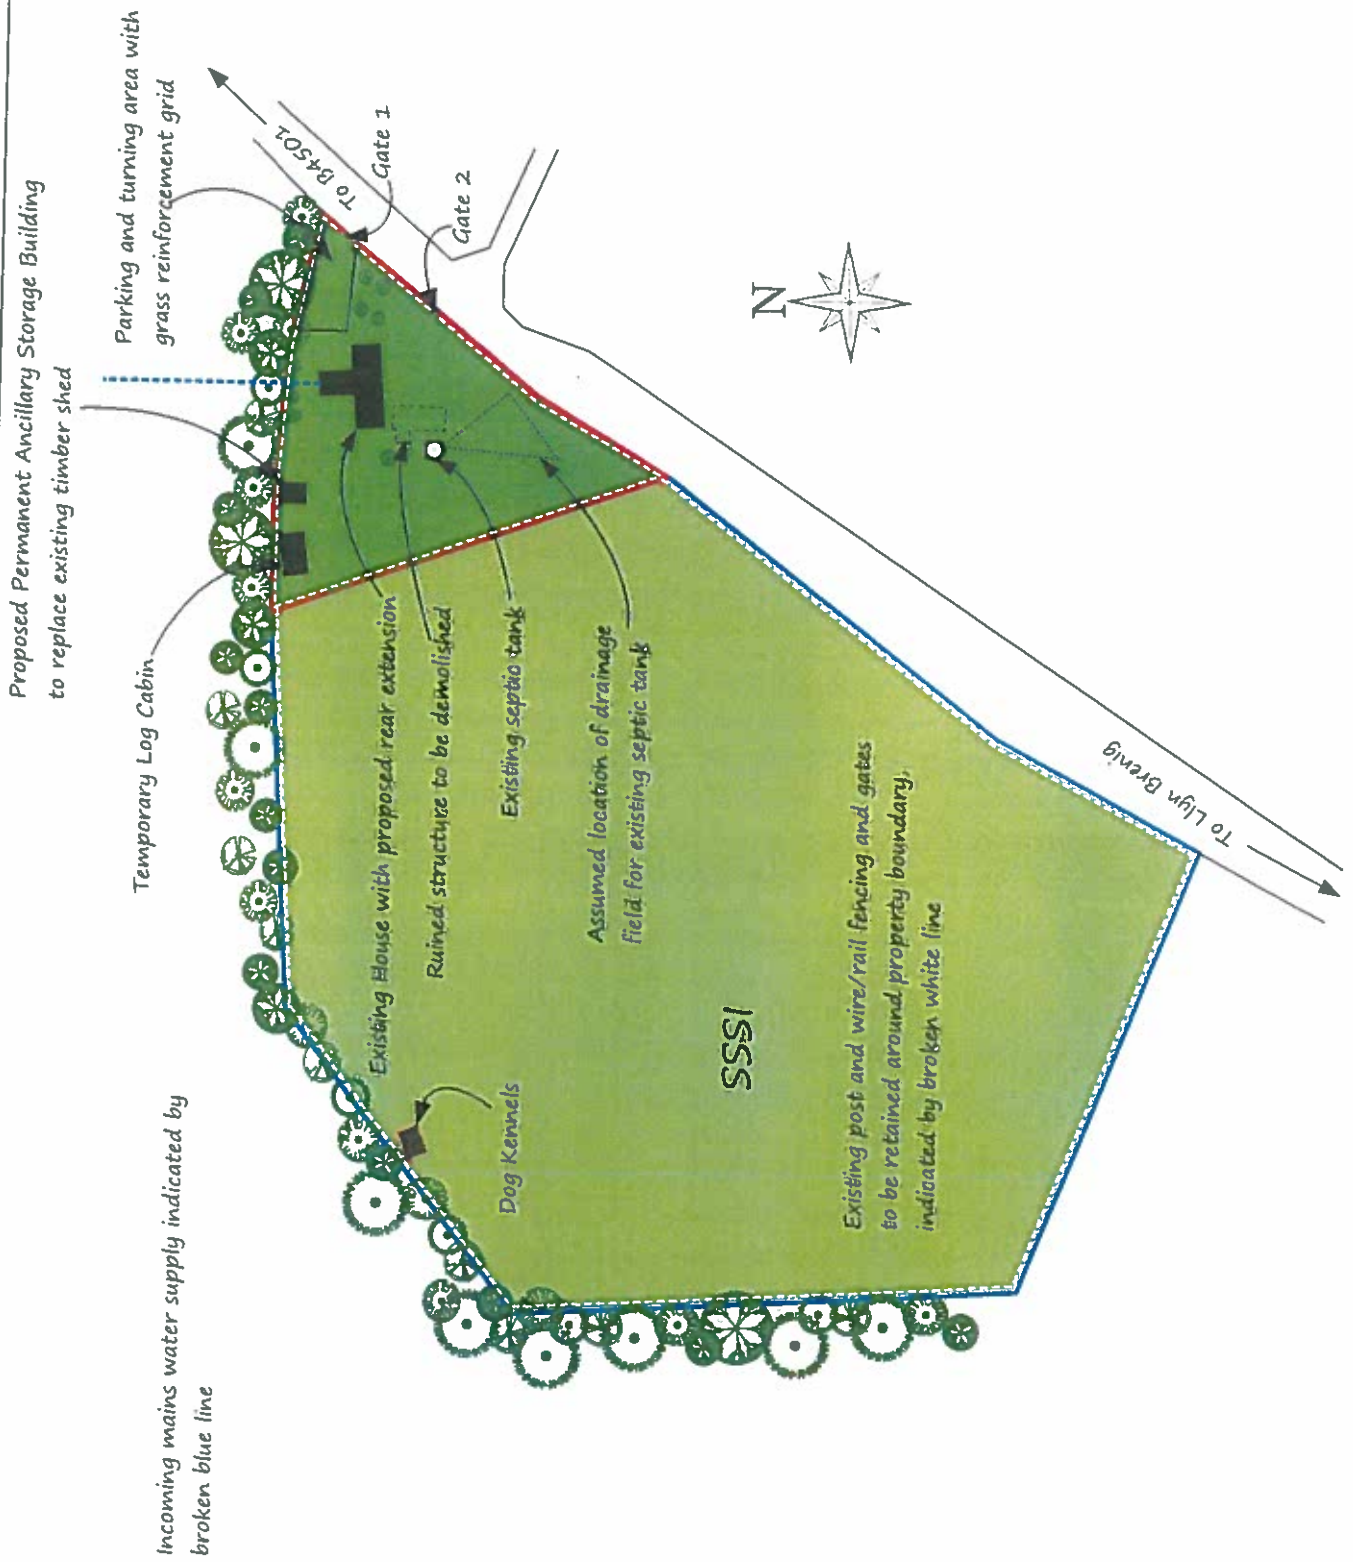 Proposed Permanent Ancillary Storage Building
to replace existing timber shed
Parking and turning area with
grass reinforcement grid
To B4501
Gate 1
Gate 2
N
Temporary Log Cabin
Existing House with proposed rear extension
Ruined structure to be demolished
Existing septic tank
Assumed location of drainage
field for existing septic tank
Incoming mains water supply indicated by
broken blue line
Dog Kennels
SSSI
Existing post and wire/rail fencing and gates
to be retained around property boundary,
indicated by broken white line
To Llyn Brenig